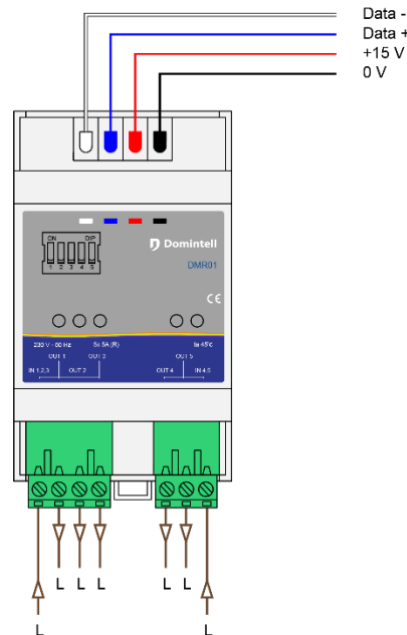 Data -
Data +
+15 V
0 V
ON DIP
1 2 3 4 5
Domintell
DMR01
CE
230 V - 60 Hz 5x 5A (R) ta 45°c
OUT 1 OUT 3 OUT 5
IN 1,2,3 OUT 2 OUT 4 IN 4,5
L L L L L
L L